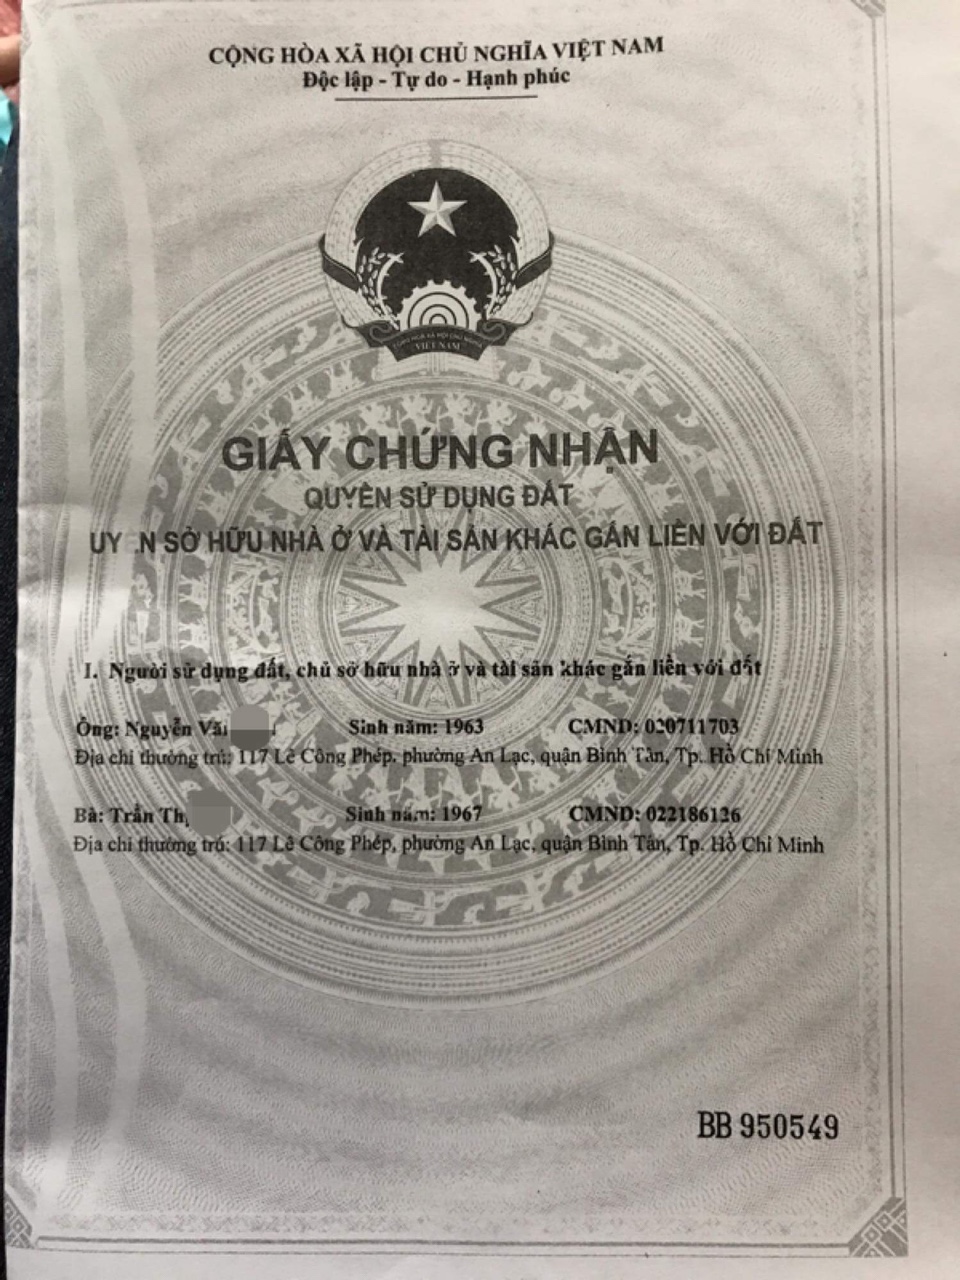 CỘNG HÒA XÃ HỘI CHỦ NGHĨA VIỆT NAM
Độc lập - Tự do - Hạnh phúc
CỘNG HÒA XÃ HỘI CHỦ NGHĨA
VIỆT NAM
GIẤY CHỨNG NHẬN
QUYỀN SỬ DỤNG ĐẤT
UY N SỞ HỮU NHÀ Ở VÀ TÀI SẢN KHÁC GẮN LIỀN VỚI ĐẤT
I. Người sử dụng đất, chủ sở hữu nhà ở và tài sản khác gắn liền với đất
Ông: Nguyễn Vă Sinh năm: 1963 CMND: 020711703
Địa chỉ thường trú: 117 Lê Công Phép, phường An Lạc, quận Bình Tân, Tp. Hồ Chí Minh
Bà: Trần Th Sinh năm: 1967 CMND: 022186126
Địa chỉ thường trú: 117 Lê Công Phép, phường An Lạc, quận Bình Tân, Tp. Hồ Chí Minh
BB 950549